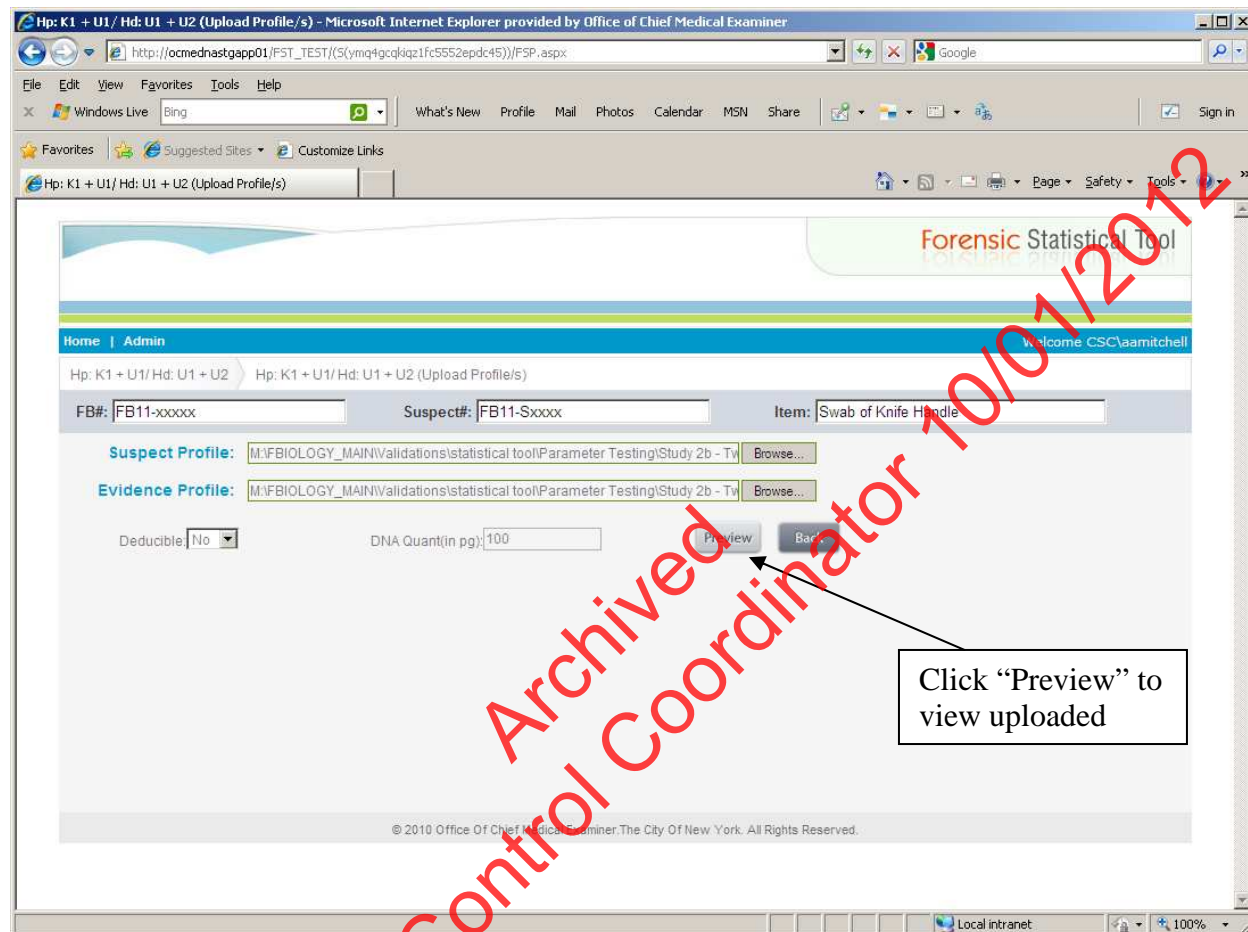 Hp: K1 + U1/ Hd: U1 + U2 (Upload Profile/s) - Microsoft Internet Explorer provided by Office of Chief Medical Examiner
http://ocmednastgapp01/FST_TEST/(S(ymq4gcqkiqz1fc5552epdc45))/FSP.aspx
Google
File Edit View Favorites Tools Help
x Windows Live Bing What's New Profile Mail Photos Calendar MSN Share Sign in
Favorites Suggested Sites Customize Links
Hp: K1 + U1/ Hd: U1 + U2 (Upload Profile/s) Page Safety Tools »
Forensic Statistical Tool
Home | Admin Welcome CSC\aamitchell
Hp: K1 + U1/ Hd: U1 + U2 Hp: K1 + U1/ Hd: U1 + U2 (Upload Profile/s)
FB#: FB11-xxxxx Suspect#: FB11-Sxxxx Item: Swab of Knife Handle
Suspect Profile: M:\FBIOLOGY_MAIN\Validations\statistical tool\Parameter Testing\Study 2b - Tw Browse...
Evidence Profile: M:\FBIOLOGY_MAIN\Validations\statistical tool\Parameter Testing\Study 2b - Tw Browse...
Deducible: No DNA Quant(in pg): 100 Preview Back
Click “Preview” to
view uploaded
© 2010 Office Of Chief Medical Examiner.The City Of New York. All Rights Reserved.
Local intranet 100%
Archived
Control Coordinator 10/01/2012